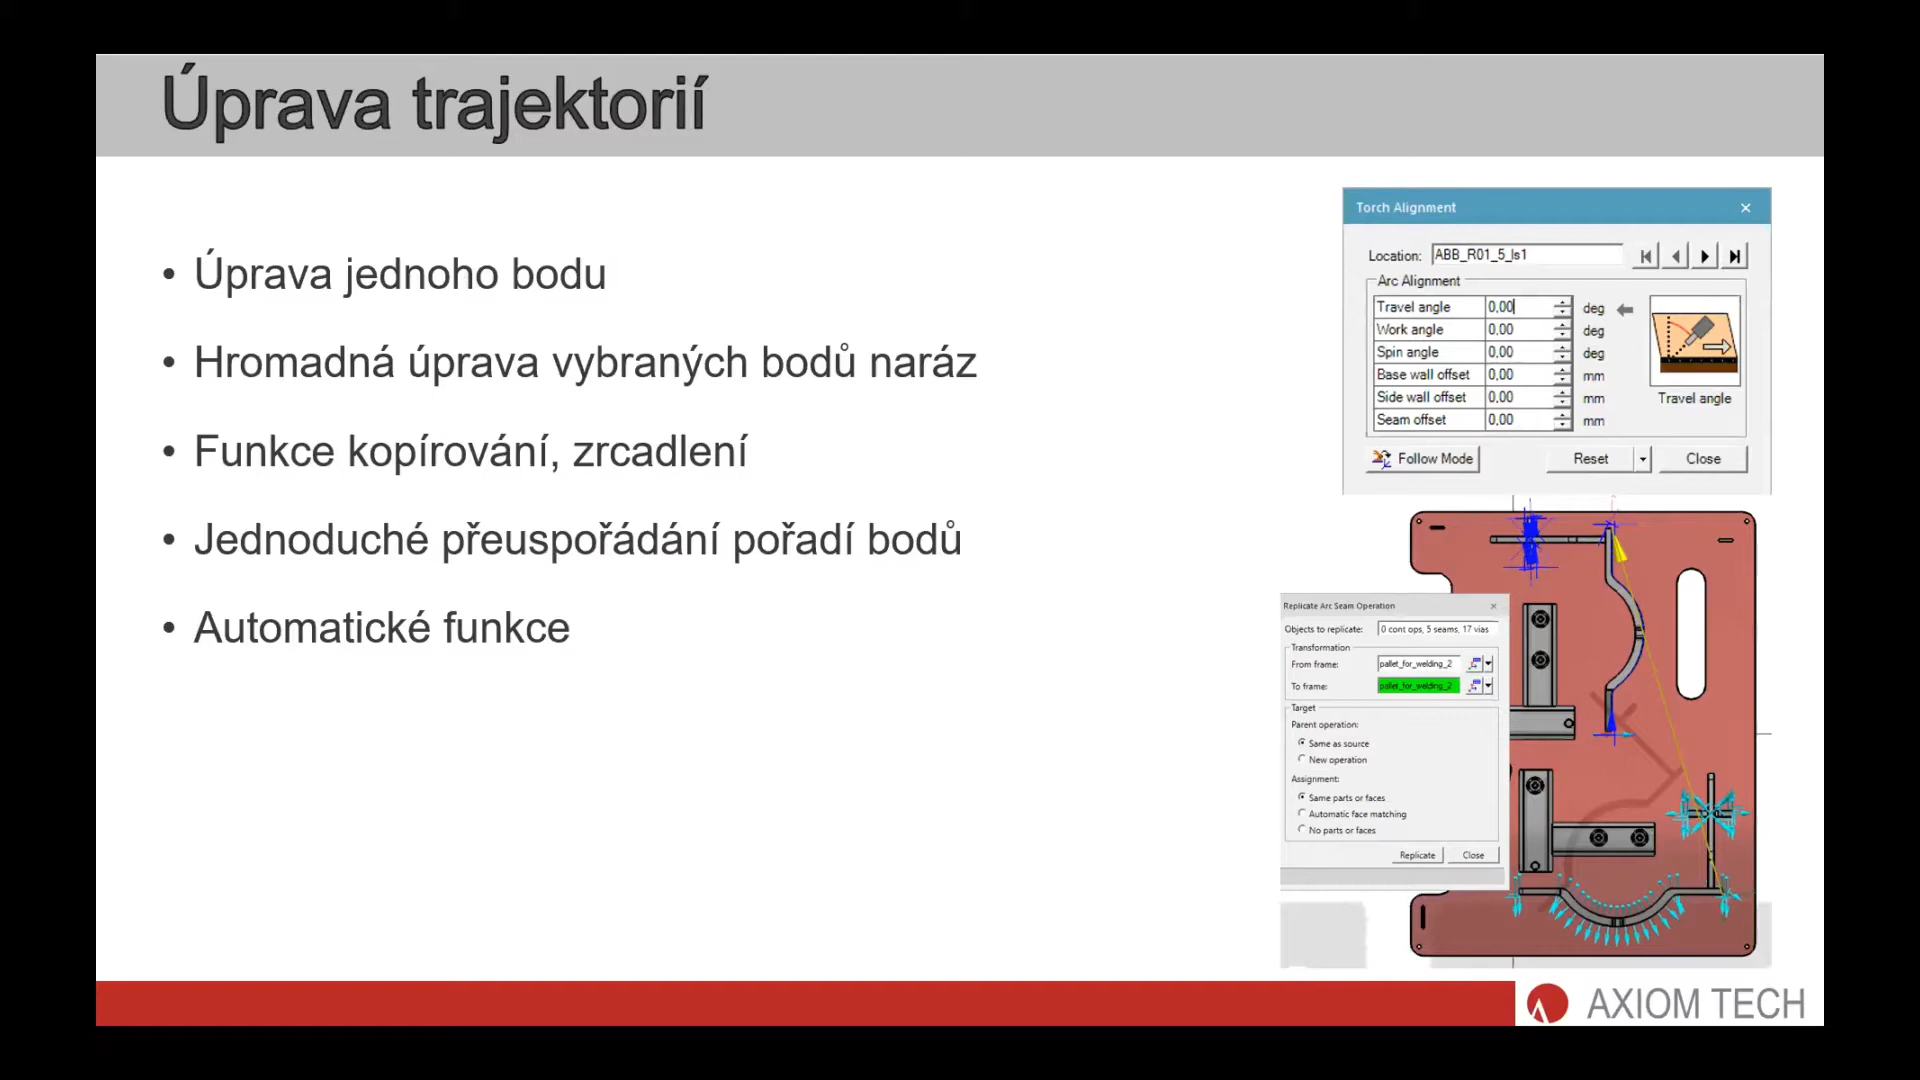 Úprava trajektorií
• Úprava jednoho bodu
• Hromadná úprava vybraných bodů naráz
• Funkce kopírování, zrcadlení
• Jednoduché přeuspořádání pořadí bodů
• Automatické funkce
Torch Alignment
Location: ABB_R01_5_ls1
Arc Alignment
Travel angle 0,00 deg
Work angle 0,00 deg
Spin angle 0,00 deg
Base wall offset 0,00 mm
Side wall offset 0,00 mm
Seam offset 0,00 mm
Travel angle
Follow Mode Reset Close
Replicate Arc Seam Operation
Objects to replicate: 0 cont ops, 5 seams, 17 vias
Transformation
From frame: pallet_for_welding_2
To frame: pallet_for_welding_2
Target
Parent operation:
Same as source
New operation
Assignment:
Same parts or faces
Automatic face matching
No parts or faces
Replicate Close
AXIOM TECH